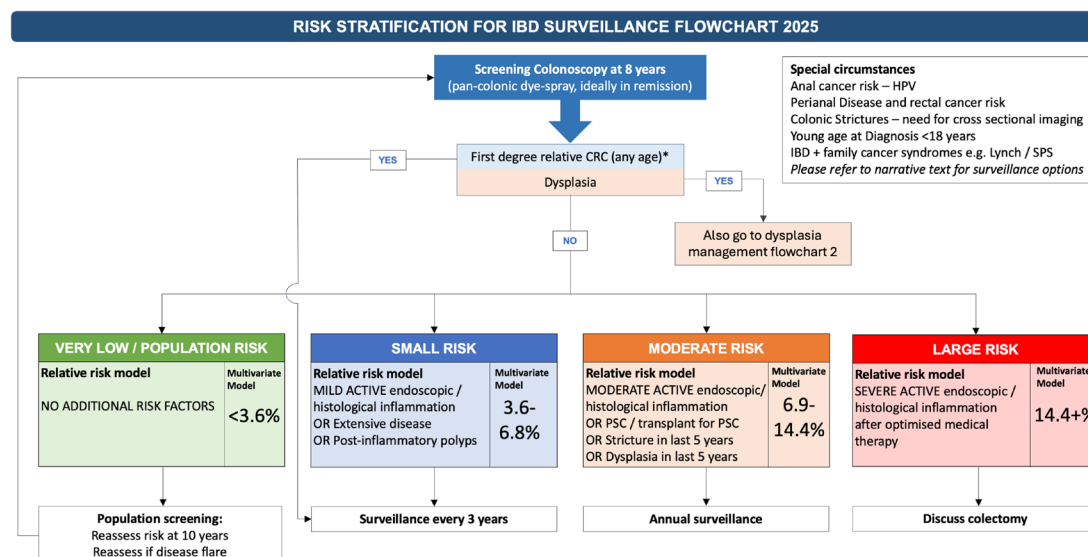 RISK STRATIFICATION FOR IBD SURVEILLANCE FLOWCHART 2025
Screening Colonoscopy at 8 years
(pan-colonic dye-spray, ideally in remission)
Special circumstances
Anal cancer risk – HPV
Perianal Disease and rectal cancer risk
Colonic Strictures – need for cross sectional imaging
Young age at Diagnosis <18 years
IBD + family cancer syndromes e.g. Lynch / SPS
Please refer to narrative text for surveillance options
YES
First degree relative CRC (any age)*
Dysplasia
YES
Also go to dysplasia
management flowchart 2
NO
VERY LOW / POPULATION RISK
Relative risk model
NO ADDITIONAL RISK FACTORS
Multivariate
Model
<3.6%
SMALL RISK
Relative risk model
MILD ACTIVE endoscopic /
histological inflammation
OR Extensive disease
OR Post-inflammatory polyps
Multivariate
Model
3.6-
6.8%
MODERATE RISK
Relative risk model
MODERATE ACTIVE endoscopic/
histological inflammation
OR PSC / transplant for PSC
OR Stricture in last 5 years
OR Dysplasia in last 5 years
Multivariate
Model
6.9-
14.4%
LARGE RISK
Relative risk model
SEVERE ACTIVE endoscopic /
histological inflammation
after optimised medical
therapy
Multivariate
Model
14.4+%
Population screening:
Reassess risk at 10 years
Reassess if disease flare
Surveillance every 3 years
Annual surveillance
Discuss colectomy